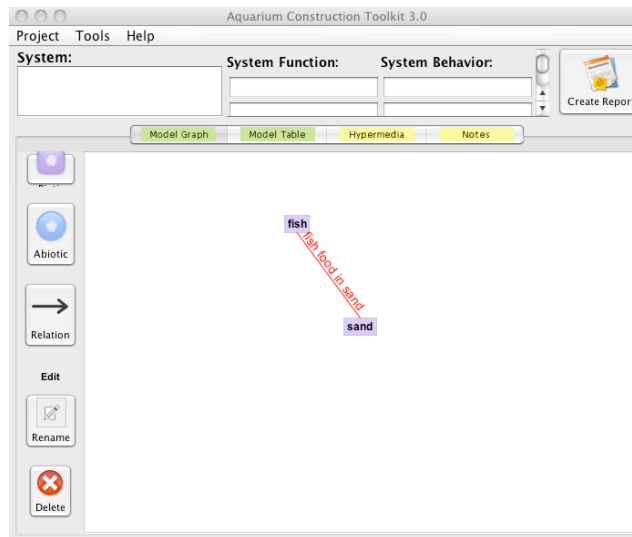 Aquarium Construction Toolkit 3.0
Project Tools Help
System:
System Function:
System Behavior:
Create Repor
Model Graph
Model Table
Hypermedia
Notes
Abiotic
Relation
Edit
Rename
Delete
fish
fish food in sand
sand